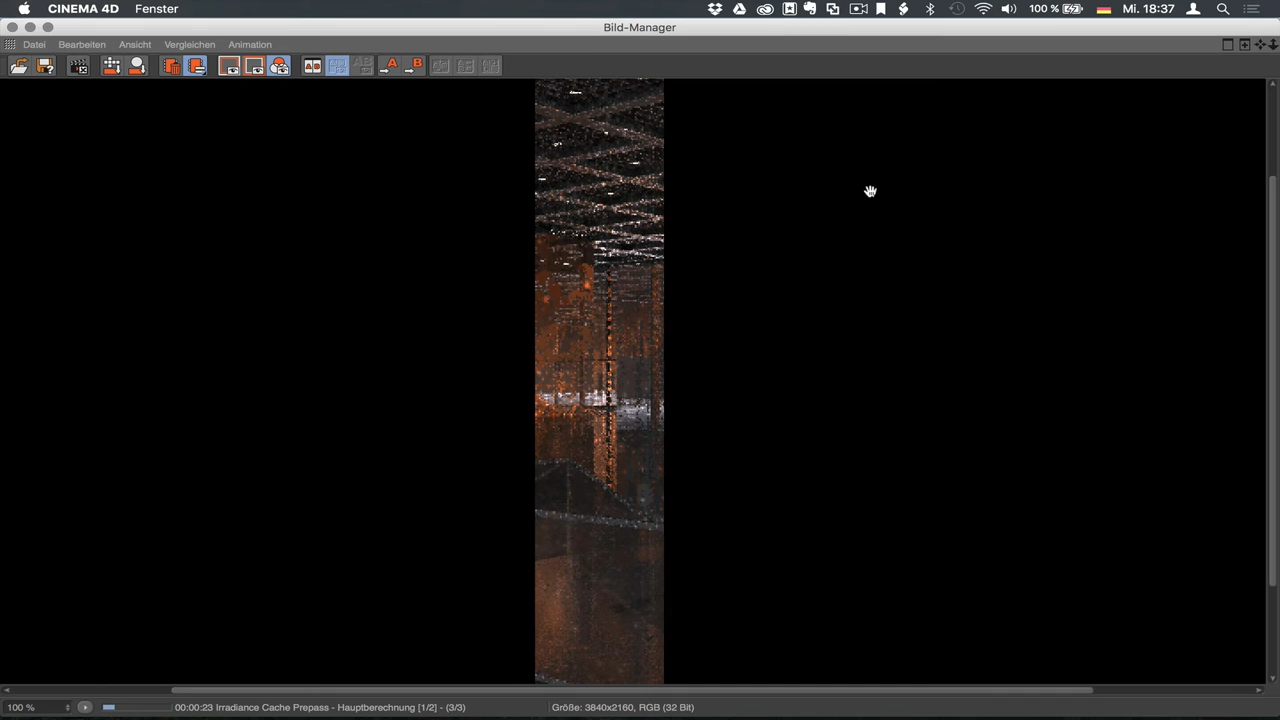 CINEMA 4D Fenster 100 % Mi. 18:37
Bild-Manager
Datei Bearbeiten Ansicht Vergleichen Animation
A B AB A B
100 % 00:00:23 Irradiance Cache Prepass - Hauptberechnung [1/2] - (3/3) Größe: 3840x2160, RGB (32 Bit)